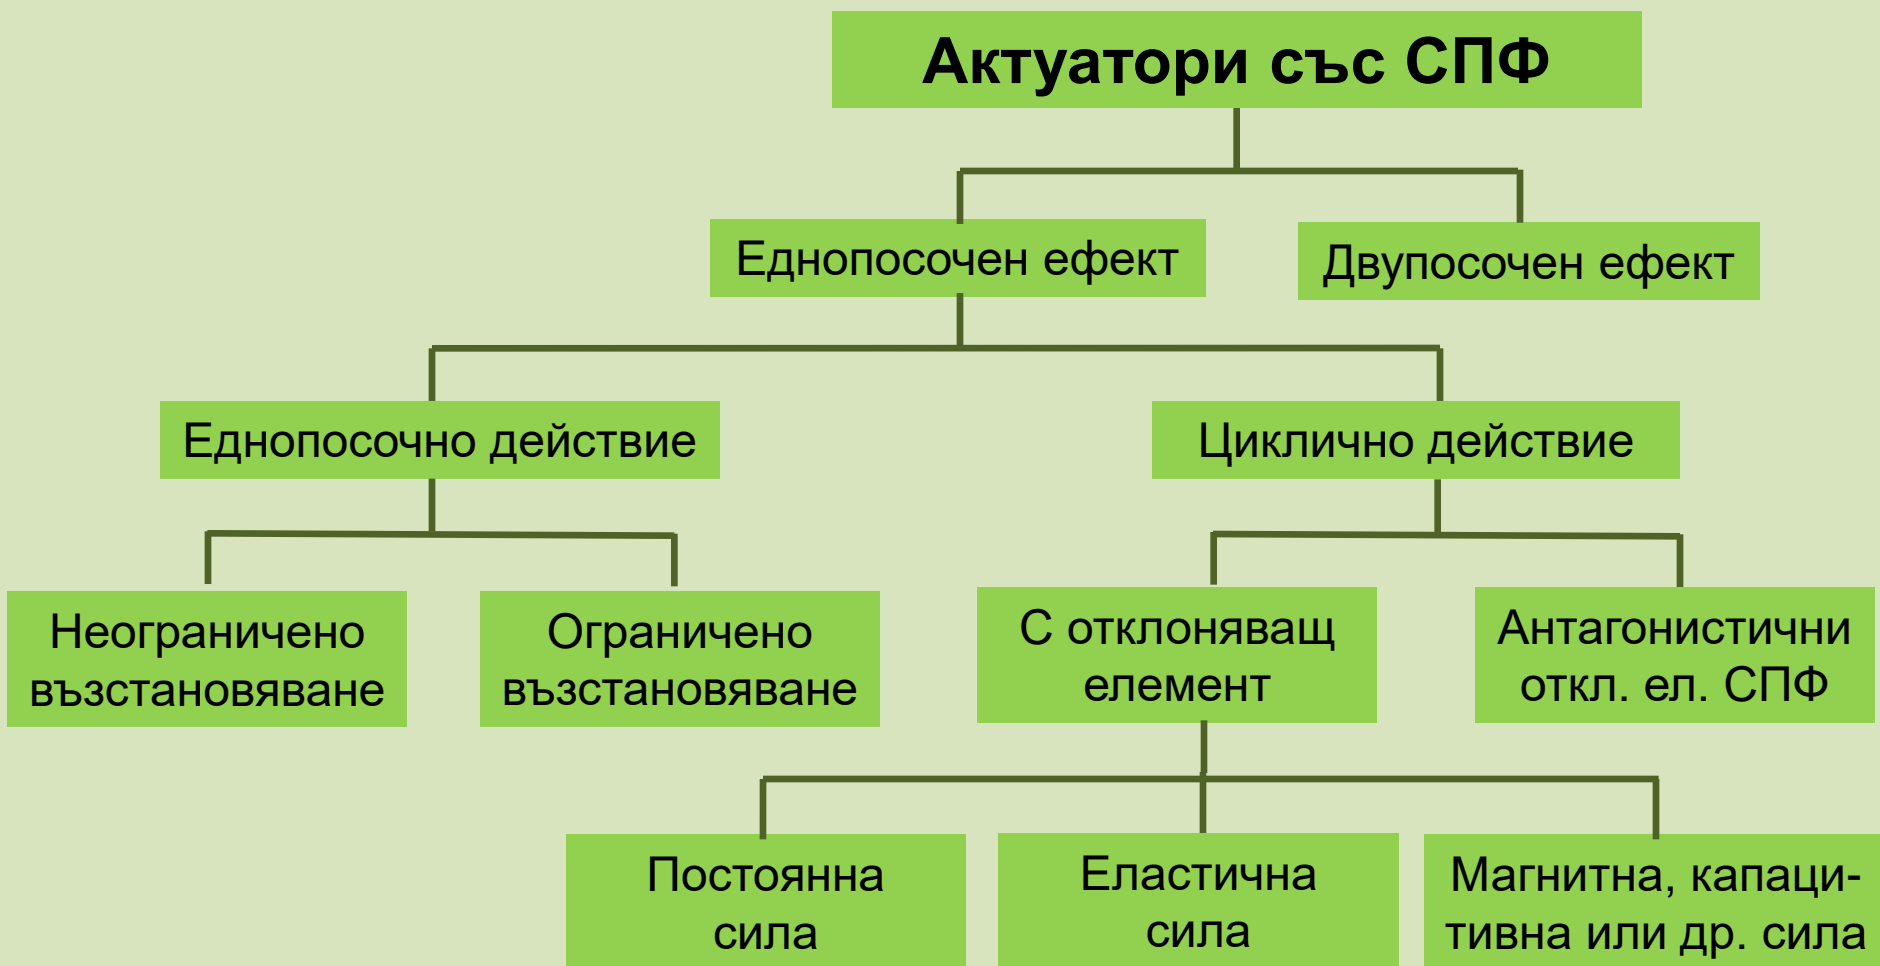 Актуатори със СПФ
Еднопосочен ефект
Двупосочен ефект
Еднопосочно действие
Циклично действие
Неограничено
възстановяване
Ограничено
възстановяване
С отклоняващ
елемент
Антагонистични
откл. ел. СПФ
Постоянна
сила
Еластична
сила
Магнитна, капаци-
тивна или др. сила